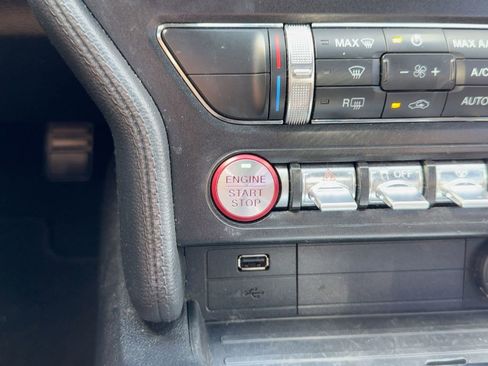 MAX
MAX A/
A/C
R
AUTO
ENGINE
START
STOP
OFF